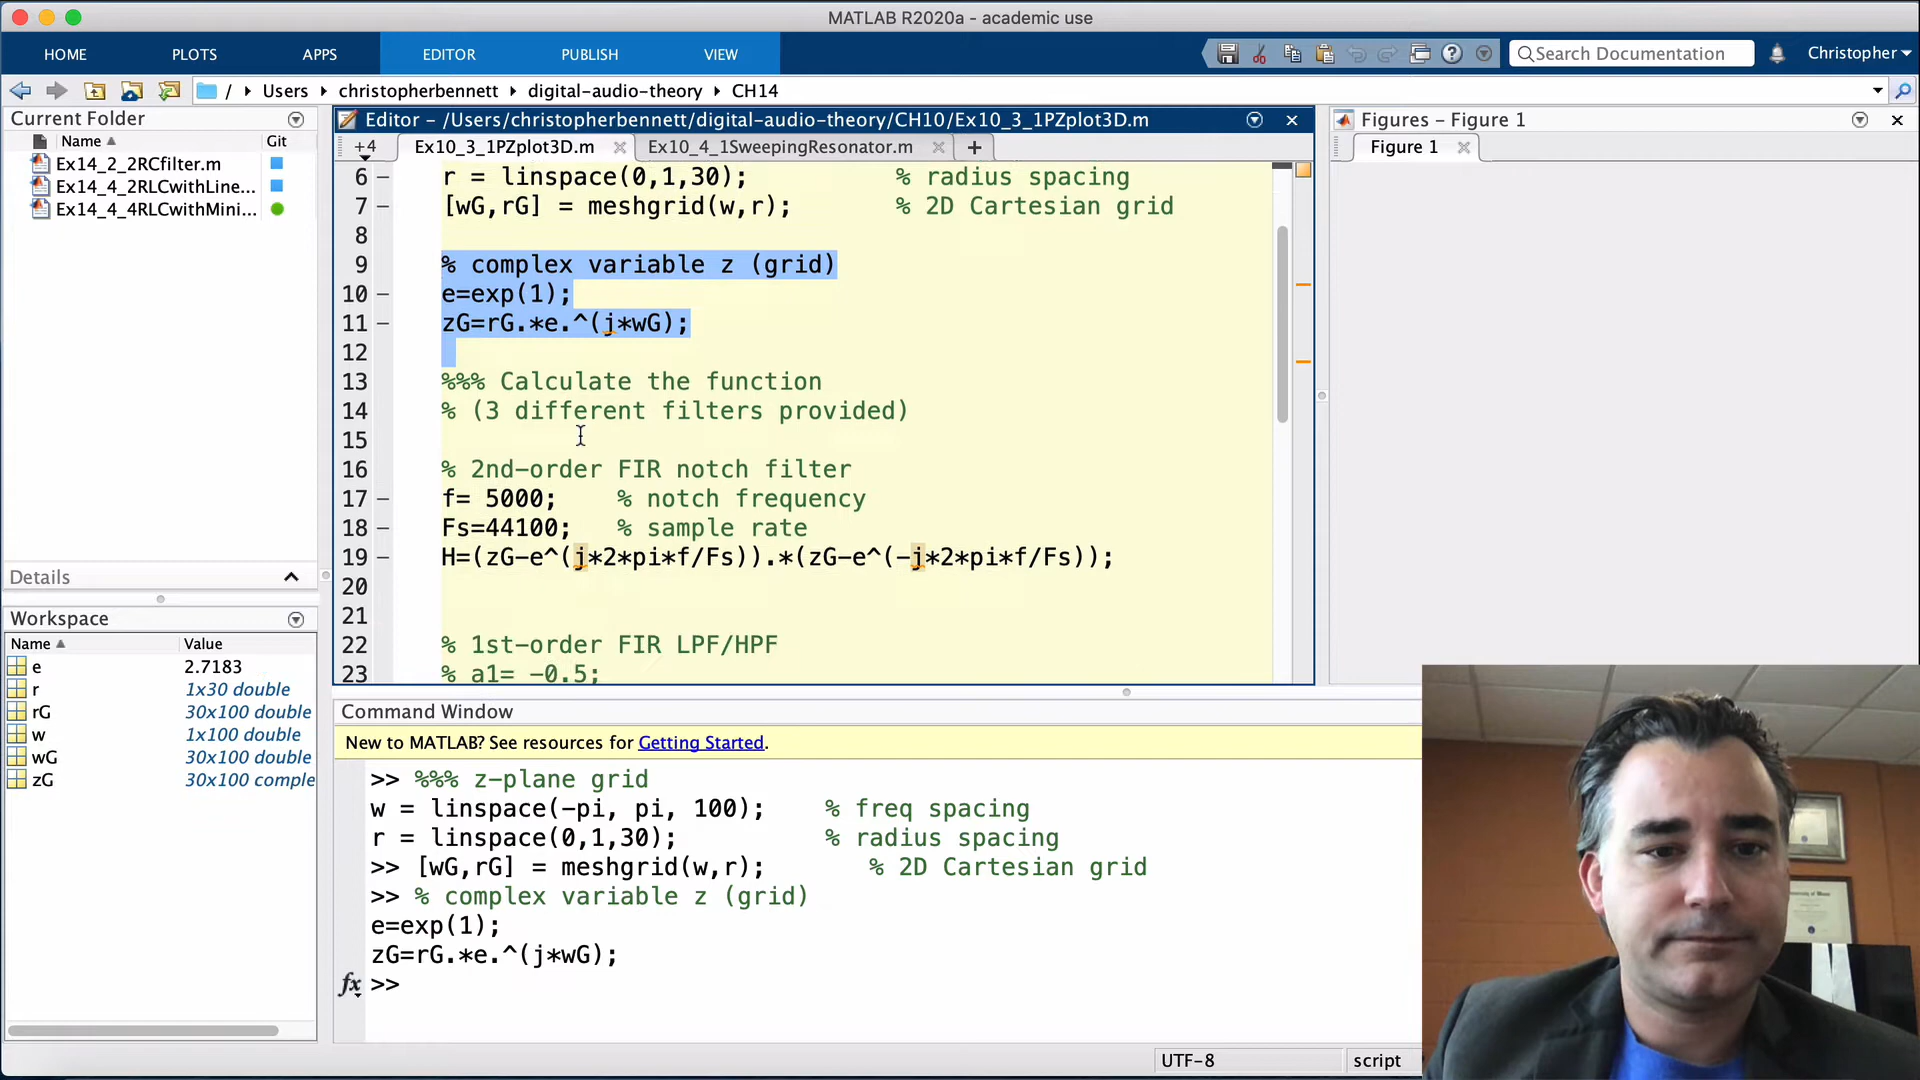 MATLAB R2020a - academic use
HOME PLOTS APPS EDITOR PUBLISH VIEW Search Documentation Christopher
/ Users christopherbennett digital-audio-theory CH14
Current Folder
Name Git
Ex14_2_2RCfilter.m
Ex14_4_2RLCwithLine...
Ex14_4_4RLCwithMini...
Details
Workspace
Name Value
e 2.7183
r 1x30 double
rG 30x100 double
w 1x100 double
wG 30x100 double
zG 30x100 comple
Editor - /Users/christopherbennett/digital-audio-theory/CH10/Ex10_3_1PZplot3D.m
+4 Ex10_3_1PZplot3D.m Ex10_4_1SweepingResonator.m
6 - r = linspace(0,1,30); % radius spacing
7 - [wG,rG] = meshgrid(w,r); % 2D Cartesian grid
8
9 % complex variable z (grid)
10 - e=exp(1);
11 - zG=rG.*e.^(j*wG);
12
13 %%% Calculate the function
14 % (3 different filters provided)
15
16 % 2nd-order FIR notch filter
17 - f= 5000; % notch frequency
18 - Fs=44100; % sample rate
19 - H=(zG-e^(j*2*pi*f/Fs)).*(zG-e^(-j*2*pi*f/Fs));
20
21
22 % 1st-order FIR LPF/HPF
23 % a1= -0.5;
Figures - Figure 1
Figure 1
Command Window
New to MATLAB? See resources for Getting Started.
>> %%% z-plane grid
w = linspace(-pi, pi, 100); % freq spacing
r = linspace(0,1,30); % radius spacing
>> [wG,rG] = meshgrid(w,r); % 2D Cartesian grid
>> % complex variable z (grid)
e=exp(1);
zG=rG.*e.^(j*wG);
fx >>
UTF-8 script